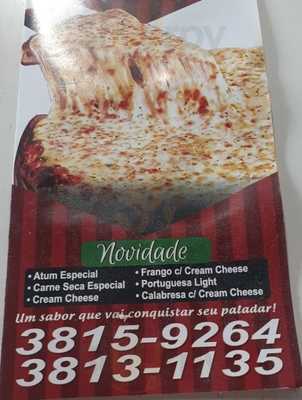 Novidade
• Atum Especial
• Carne Seca Especial
• Cream Cheese
• Frango c/ Cream Cheese
• Portuguesa Light
• Calabresa c/ Cream Cheese
Um sabor que vai conquistar seu paladar!
3815-9264
3813-1135